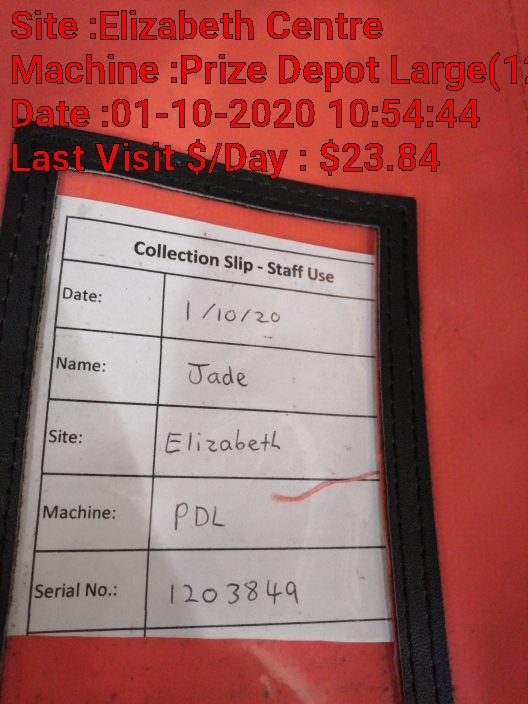 Site :Elizabeth Centre
Machine :Prize Depot Large(12
Date :01-10-2020 10:54:44
Last Visit $/Day : $23.84
Collection Slip - Staff Use
Date: 1/10/20
Name: Jade
Site: Elizabeth
Machine: PDL
Serial No.: 1203849